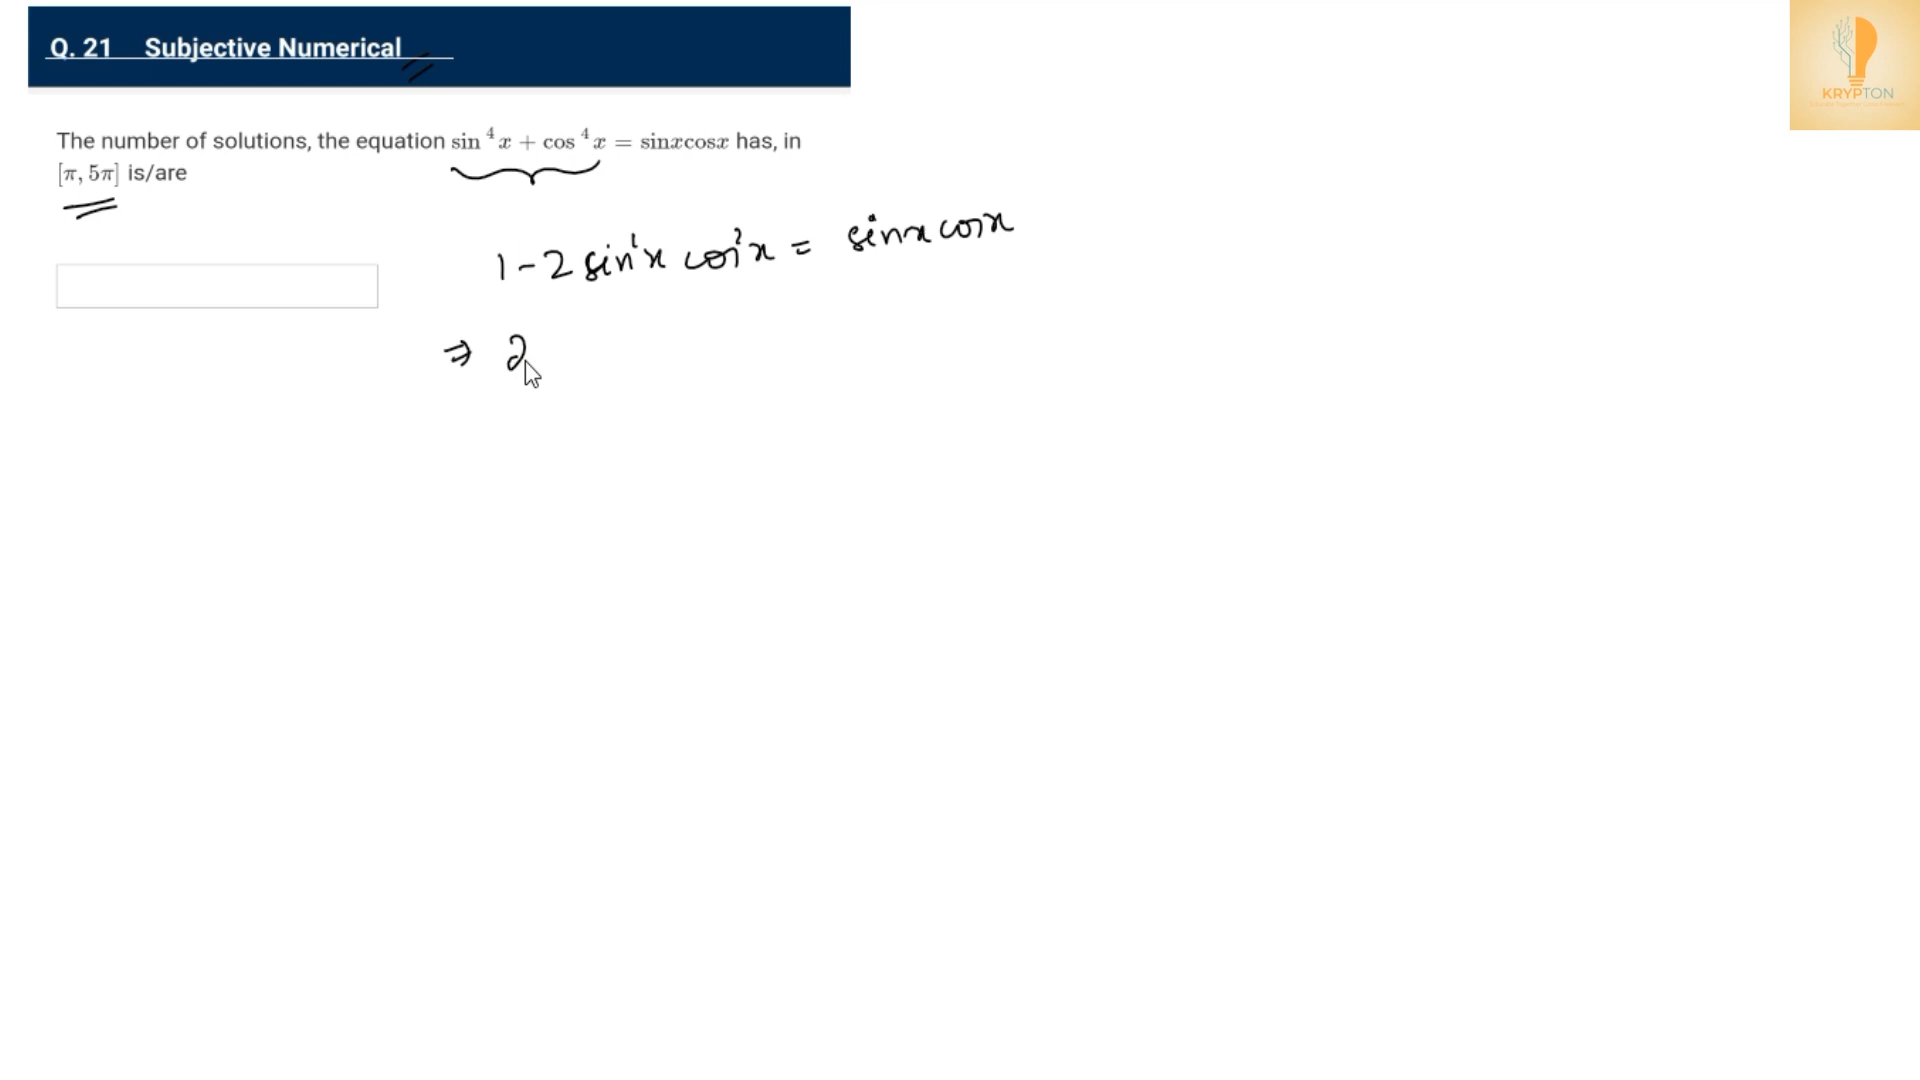 Q. 21 Subjective Numerical
KRYPTON
The number of solutions, the equation sin⁴x + cos⁴x = sinxcosx has, in
[π, 5π] is/are
1-2 sin²x cos²x = sinx cosx
⇒ 2